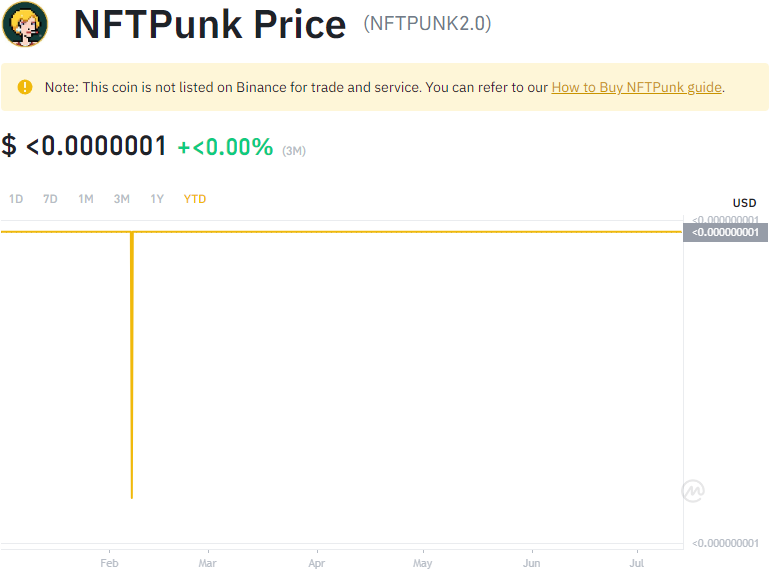 NFTPunk Price (NFTPUNK2.0)
Note: This coin is not listed on Binance for trade and service. You can refer to our How to Buy NFTPunk guide.
$ <0.0000001 +<0.00% (3M)
1D 7D 1M 3M 1Y YTD
USD
<0.000000001
<0.000000001
<0.000000001
Feb Mar Apr May Jun Jul